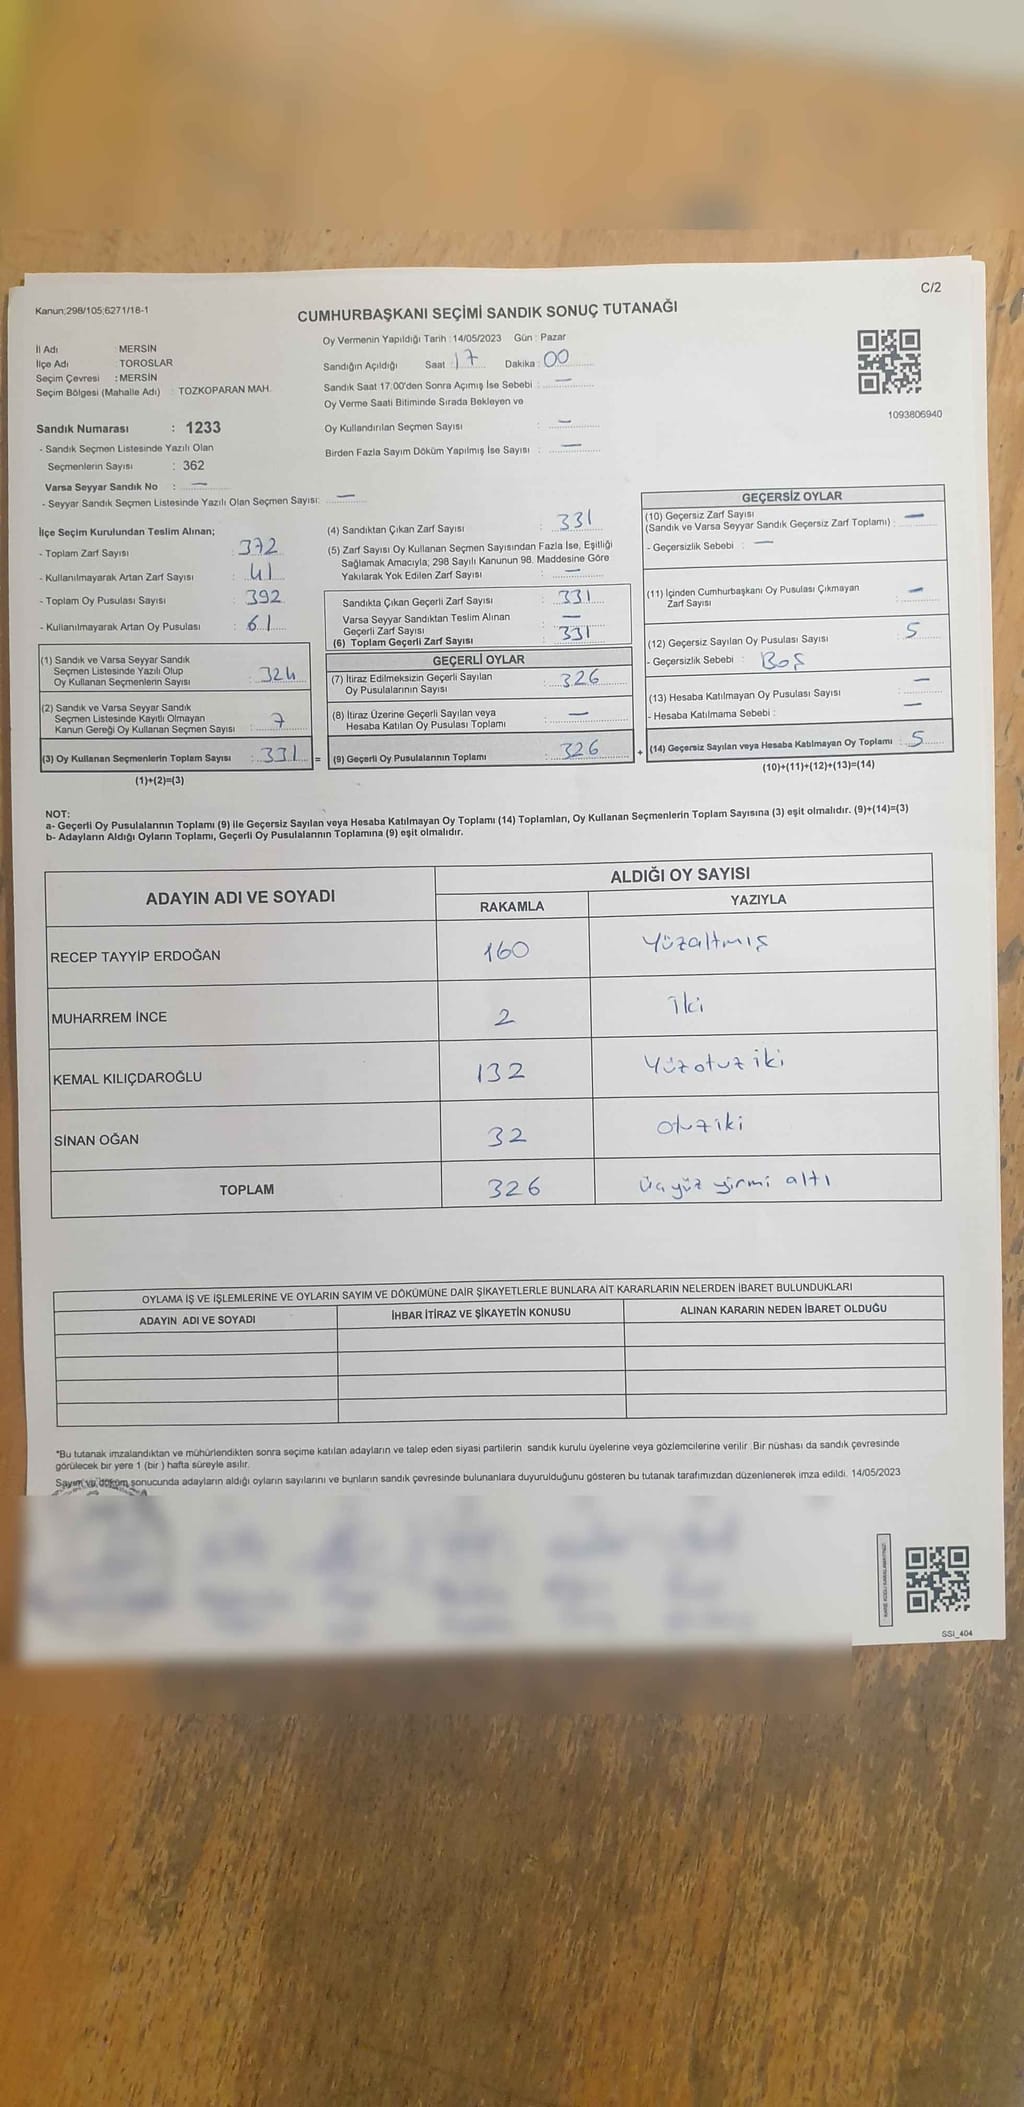 C/2
Kanun;298/105;6271/18-1
CUMHURBAŞKANI SEÇİMİ SANDIK SONUÇ TUTANAĞI
İl Adı : MERSİN
İlçe Adı : TOROSLAR
Seçim Çevresi : MERSİN
Seçim Bölgesi (Mahalle Adı) : TOZKOPARAN MAH.
Oy Vermenin Yapıldığı Tarih : 14/05/2023 Gün : Pazar
Sandığın Açıldığı Saat : 17 Dakika : 00
Sandık Saat 17:00'den Sonra Açımış İse Sebebi : —
Oy Verme Saati Bitiminde Sırada Bekleyen ve
Oy Kullandırılan Seçmen Sayısı : —
Birden Fazla Sayım Döküm Yapılmış İse Sayısı : —
1093806940
Sandık Numarası : 1233
- Sandık Seçmen Listesinde Yazılı Olan
Seçmenlerin Sayısı : 362
Varsa Seyyar Sandık No : —
- Seyyar Sandık Seçmen Listesinde Yazılı Olan Seçmen Sayısı: —
İlçe Seçim Kurulundan Teslim Alınan;
- Toplam Zarf Sayısı : 372
- Kullanılmayarak Artan Zarf Sayısı : 41
- Toplam Oy Pusulası Sayısı : 392
- Kullanılmayarak Artan Oy Pusulası : 61
(1) Sandık ve Varsa Seyyar Sandık
Seçmen Listesinde Yazılı Olup
Oy Kullanan Seçmenlerin Sayısı : 324
(2) Sandık ve Varsa Seyyar Sandık
Seçmen Listesinde Kayıtlı Olmayan
Kanun Gereği Oy Kullanan Seçmen Sayısı : 7
(3) Oy Kullanan Seçmenlerin Toplam Sayısı : 331 =
(1)+(2)=(3)
(4) Sandıktan Çıkan Zarf Sayısı : 331
(5) Zarf Sayısı Oy Kullanan Seçmen Sayısından Fazla İse, Eşitliği
Sağlamak Amacıyla; 298 Sayılı Kanunun 98. Maddesine Göre
Yakılarak Yok Edilen Zarf Sayısı : —
Sandıkta Çıkan Geçerli Zarf Sayısı : 331
Varsa Seyyar Sandıktan Teslim Alınan
Geçerli Zarf Sayısı : —
(6) Toplam Geçerli Zarf Sayısı : 331
GEÇERLİ OYLAR
(7) İtiraz Edilmeksizin Geçerli Sayılan
Oy Pusulalarının Sayısı : 326
(8) İtiraz Üzerine Geçerli Sayılan veya
Hesaba Katılan Oy Pusulası Toplamı : —
(9) Geçerli Oy Pusulalarının Toplamı : 326 +
GEÇERSİZ OYLAR
(10) Geçersiz Zarf Sayısı
(Sandık ve Varsa Seyyar Sandık Geçersiz Zarf Toplamı) : —
- Geçersizlik Sebebi : —
(11) İçinden Cumhurbaşkanı Oy Pusulası Çıkmayan
Zarf Sayısı : —
(12) Geçersiz Sayılan Oy Pusulası Sayısı : 5
- Geçersizlik Sebebi : Boş
(13) Hesaba Katılmayan Oy Pusulası Sayısı : —
- Hesaba Katılmama Sebebi : —
(14) Geçersiz Sayılan veya Hesaba Katılmayan Oy Toplamı : 5
(10)+(11)+(12)+(13)=(14)
NOT:
a- Geçerli Oy Pusulalarının Toplamı (9) ile Geçersiz Sayılan veya Hesaba Katılmayan Oy Toplamı (14) Toplamları, Oy Kullanan Seçmenlerin Toplam Sayısına (3) eşit olmalıdır. (9)+(14)=(3)
b- Adayların Aldığı Oyların Toplamı, Geçerli Oy Pusulalarının Toplamına (9) eşit olmalıdır.
ADAYIN ADI VE SOYADI ALDIĞI OY SAYISI
RAKAMLA YAZIYLA
RECEP TAYYİP ERDOĞAN 160 Yüzaltmış
MUHARREM İNCE 2 İki
KEMAL KILIÇDAROĞLU 132 Yüzotuz iki
SİNAN OĞAN 32 otuziki
TOPLAM 326 üçyüz yirmi altı
OYLAMA İŞ VE İŞLEMLERİNE VE OYLARIN SAYIM VE DÖKÜMÜNE DAİR ŞİKAYETLERLE BUNLARA AİT KARARLARIN NELERDEN İBARET BULUNDUKLARI
ADAYIN ADI VE SOYADI İHBAR İTİRAZ VE ŞİKAYETİN KONUSU ALINAN KARARIN NEDEN İBARET OLDUĞU
*Bu tutanak imzalandıktan ve mühürlendikten sonra seçime katılan adayların ve talep eden siyasi partilerin sandık kurulu üyelerine veya gözlemcilerine verilir. Bir nüshası da sandık çevresinde
görülecek bir yere 1 (bir ) hafta süreyle asılır.
Sayım ve döküm sonucunda adayların aldığı oyların sayılarını ve bunların sandık çevresinde bulunanlara duyurulduğunu gösteren bu tutanak tarafımızdan düzenlenerek imza edildi. 14/05/2023
SSI_404